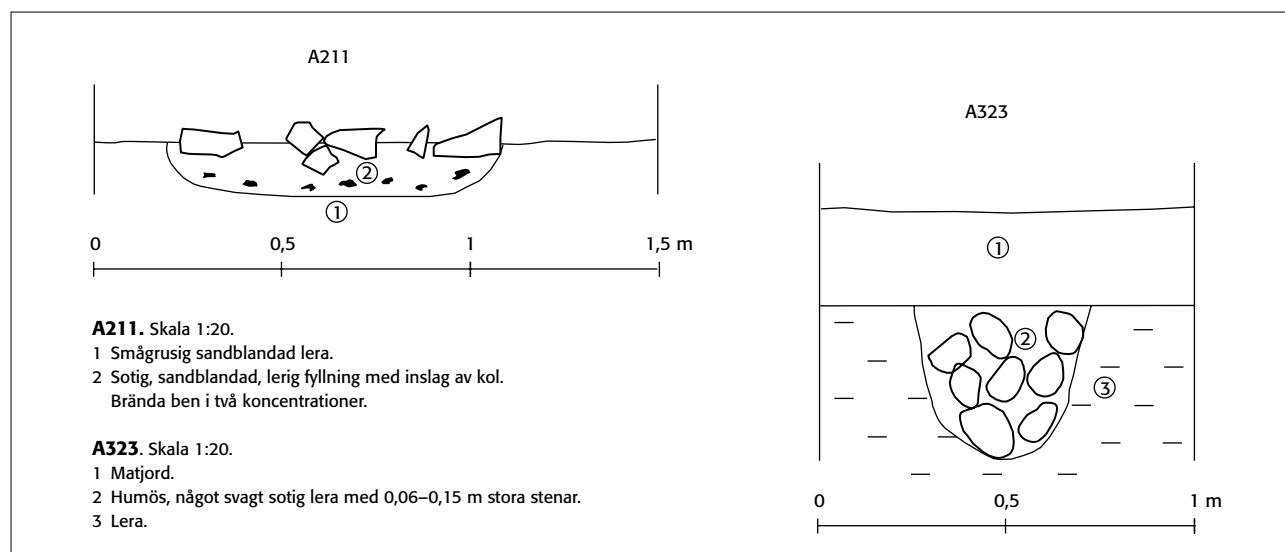 A211
②
①
0 0,5 1 1,5 m
A211. Skala 1:20.
1 Smågrusig sandblandad lera.
2 Sotig, sandblandad, lerig fyllning med inslag av kol.
Brända ben i två koncentrationer.
A323. Skala 1:20.
1 Matjord.
2 Humös, något svagt sotig lera med 0,06–0,15 m stora stenar.
3 Lera.
A323
①
②
③
0 0,5 1 m